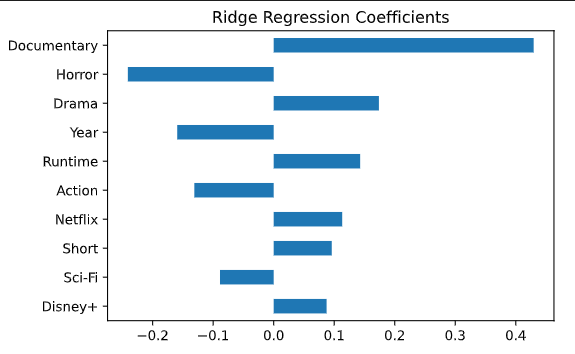 Ridge Regression Coefficients
Documentary
Horror
Drama
Year
Runtime
Action
Netflix
Short
Sci-Fi
Disney+
−0.2 −0.1 0.0 0.1 0.2 0.3 0.4